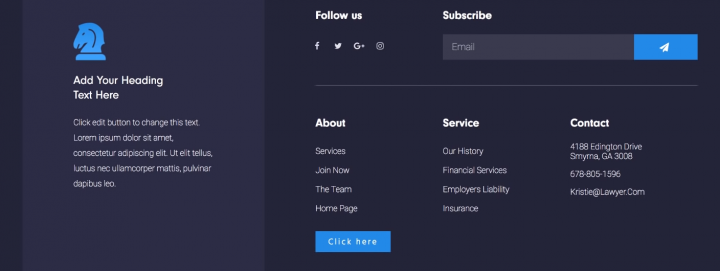 Add Your Heading
Text Here
Click edit button to change this text.
Lorem ipsum dolor sit amet,
consectetur adipiscing elit. Ut elit tellus,
luctus nec ullamcorper mattis, pulvinar
dapibus leo.
Follow us
Subscribe
G+
Email
About
Services
Join Now
The Team
Home Page
Click here
Service
Our History
Financial Services
Employers Liability
Insurance
Contact
4188 Edington Drive
Smyrna, GA 3008
678-805-1596
Kristie@Lawyer.Com